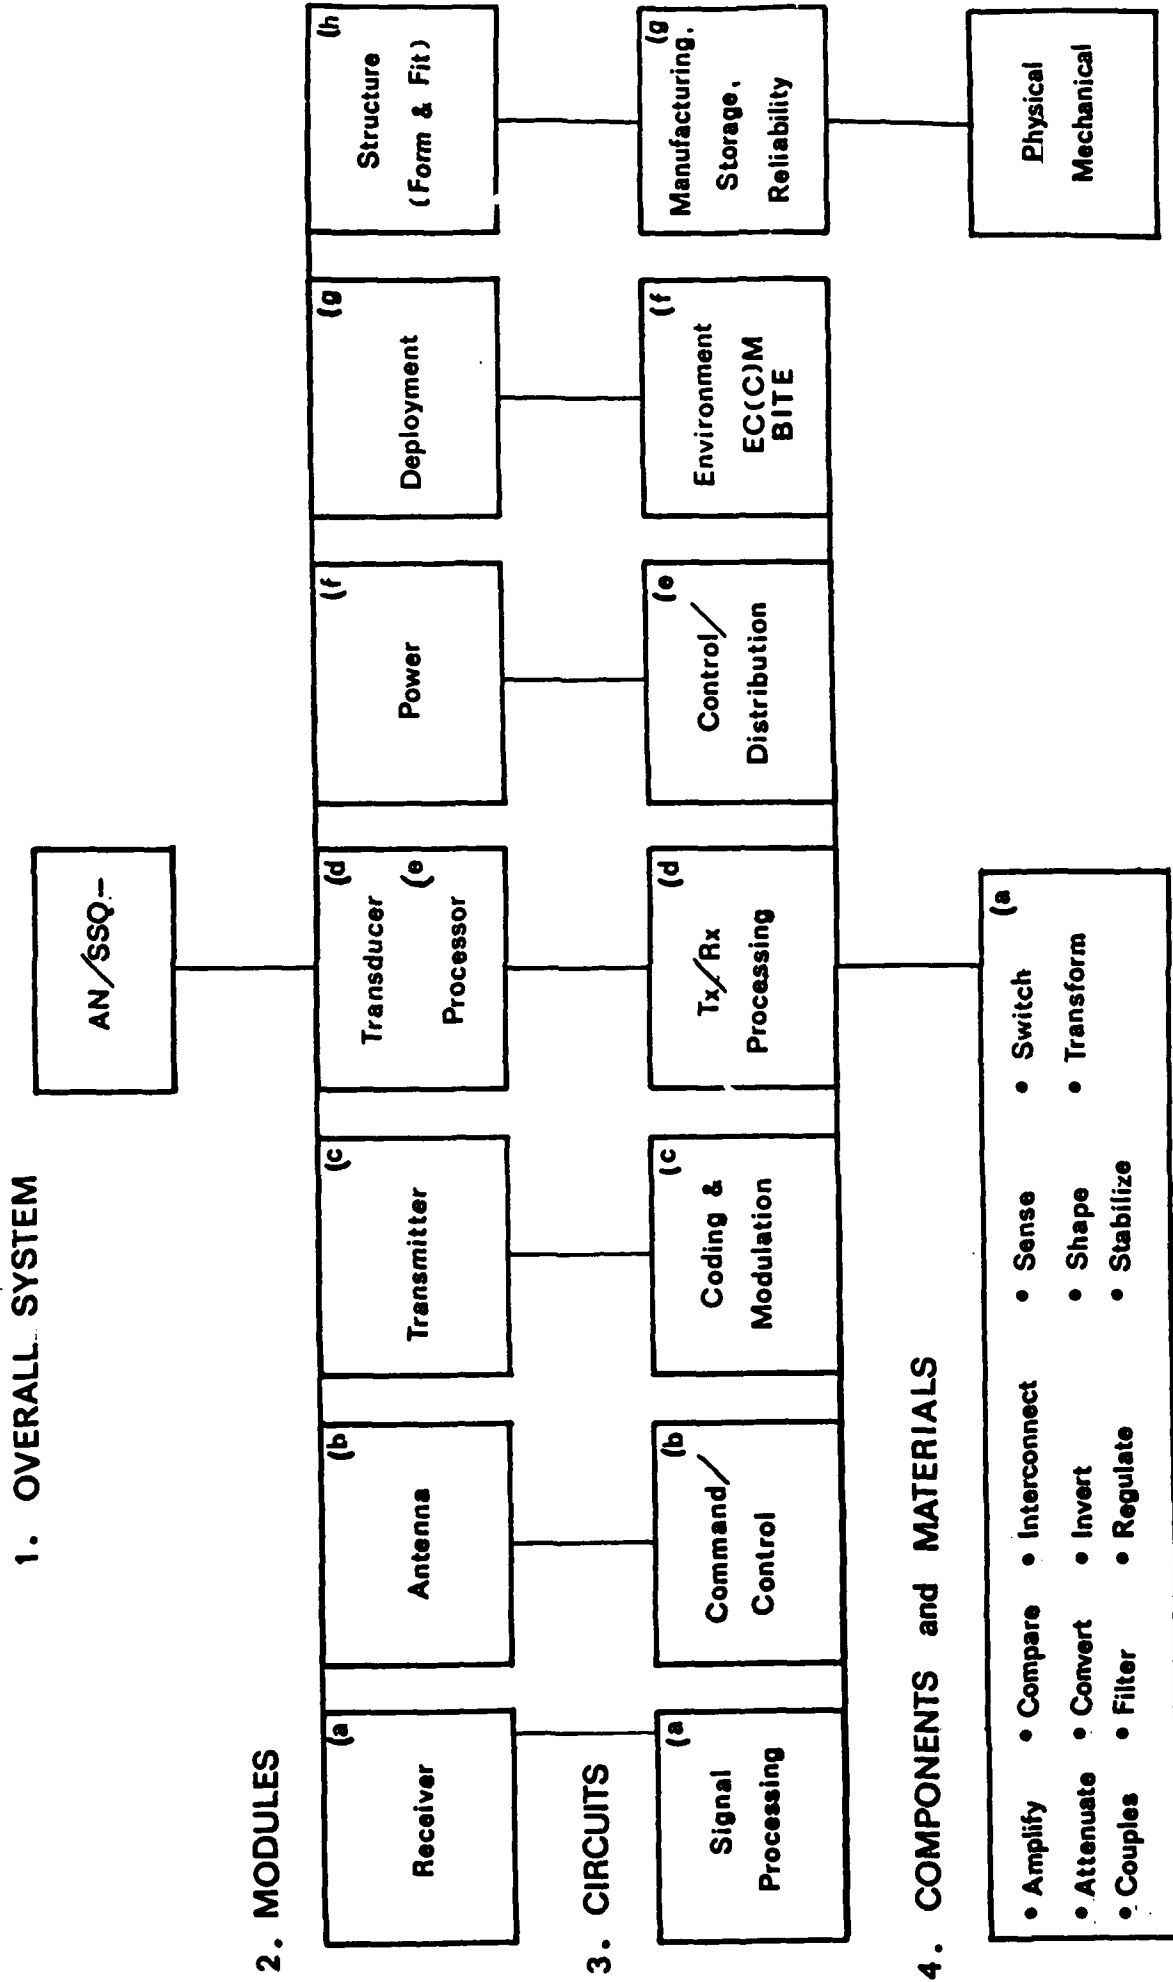 1. OVERALL SYSTEM
AN/SSQ-
2. MODULES
Receiver
(a
Antenna
(b
Transmitter
(c
Transducer
(d
Processor
(e
Power
(f
Deployment
(g
Structure
(Form & Fit)
(h
3. CIRCUITS
Signal
Processing
(a
Command/
Control
(b
Coding &
Modulation
(c
Tx/Rx
Processing
(d
Control/
Distribution
(e
Environment
EC(C)M
BITE
(f
Manufacturing,
Storage,
Reliability
(g
4. COMPONENTS and MATERIALS
(a
• Amplify • Compare • Interconnect • Sense • Switch
• Attenuate • Convert • Invert • Shape • Transform
• Couples • Filter • Regulate • Stabilize
Physical
Mechanical